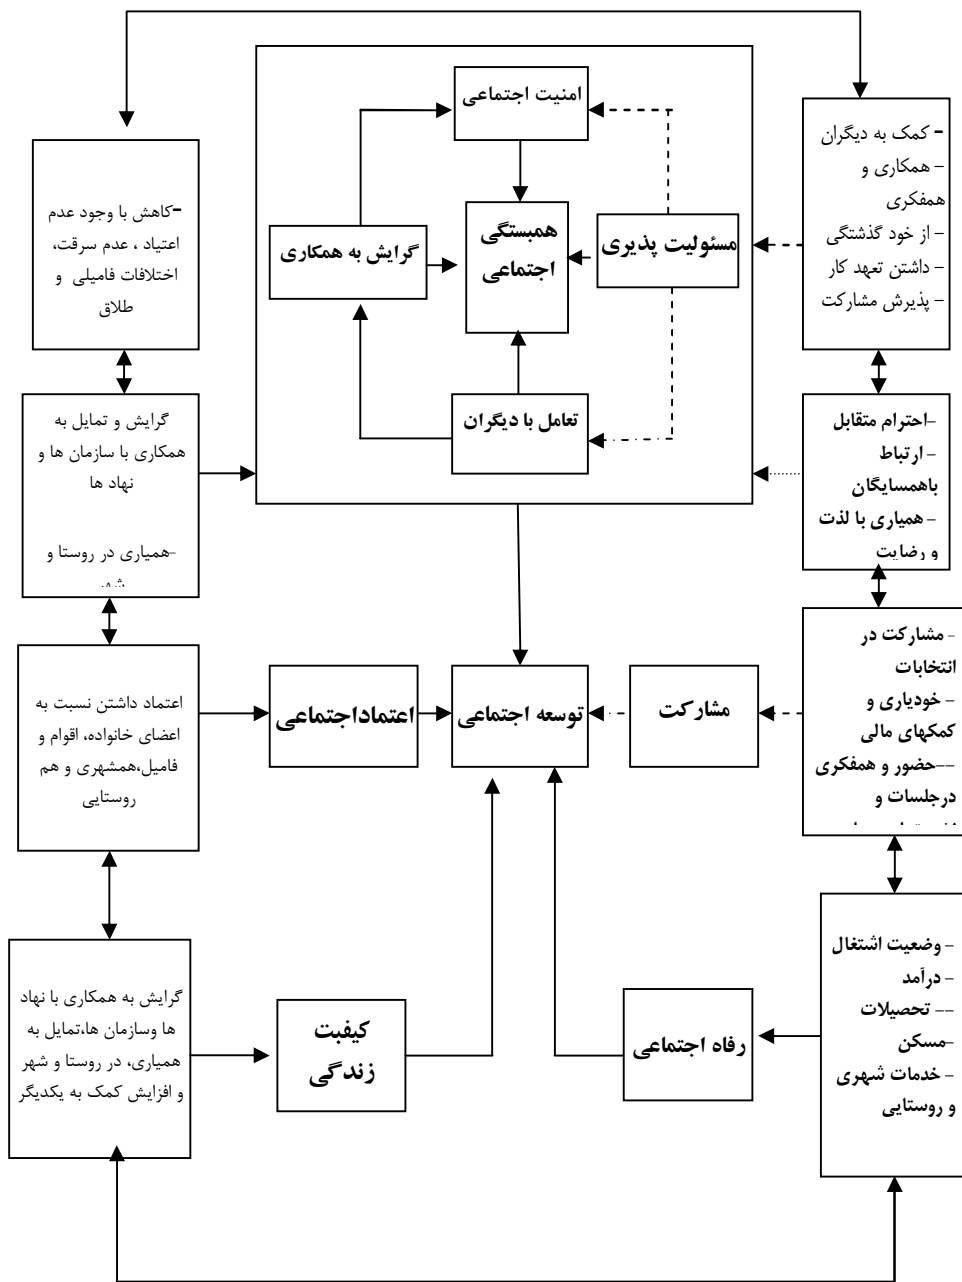 امنیت اجتماعی
همبستگی
اجتماعی
مسئولیت پذیری
گرایش به همکاری
تعامل با دیگران
- کمک به دیگران
- همکاری و
همفکری
- از خود گذشتگی
- داشتن تعهد کار
- پذیرش مشارکت
-کاهش با وجود عدم
اعتیاد ، عدم سرقت،
اختلافات فامیلی و
طلاق
-احترام متقابل
- ارتباط
باهمسایگان
- همیاری با لذت
و رضایت
گرایش و تمایل به
همکاری با سازمان ها و
نهاد ها
-همیاری در روستا و
شهر
- مشارکت در
انتخابات
- خودیاری و
کمکهای مالی
--حضور و همفکری
درجلسات و
مشارکت
توسعه اجتماعی
اعتماداجتماعی
اعتماد داشتن نسبت به
اعضای خانواده، اقوام و
فامیل،همشهری و هم
روستایی
- وضعیت اشتغال
- درآمد
-- تحصیلات
-مسکن
- خدمات شهری
و روستایی
رفاه اجتماعی
کیفیت
زندگی
گرایش به همکاری با نهاد
ها وسازمان ها،تمایل به
همیاری، در روستا و شهر
و افزایش کمک به یکدیگر